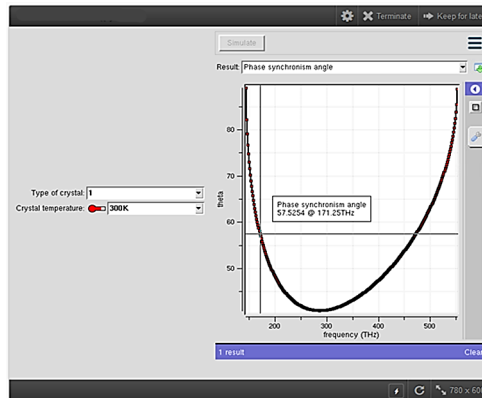 Terminate
Keep for late
Simulate
Result: Phase synchronism angle
80
70
60
50
theta
Phase synchronism angle
57.5254 @ 171.25THz
Type of crystal: 1
Crystal temperature: 300K
200 300 400 500
frequency (THz)
1 result
Clear
780 x 600